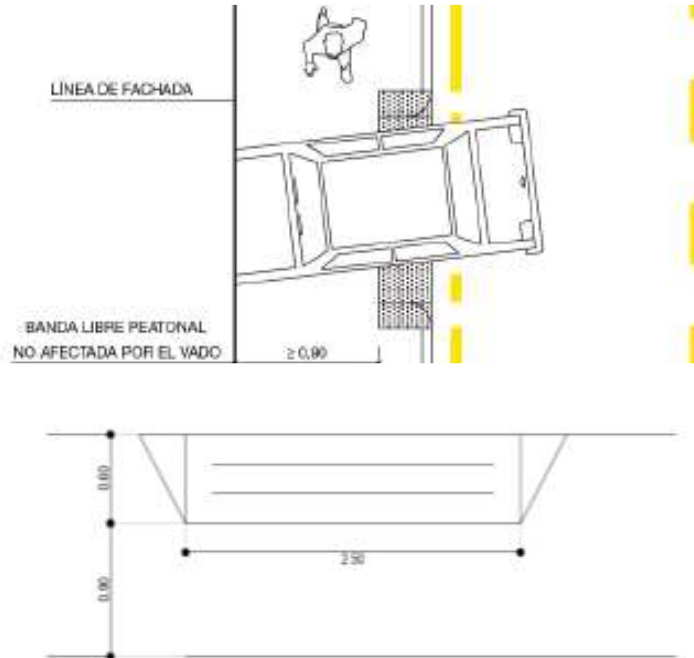 LÍNEA DE FACHADA
BANDA LIBRE PEATONAL
NO AFECTADA POR EL VADO
≥ 0,90
0.60
2.50
0.90